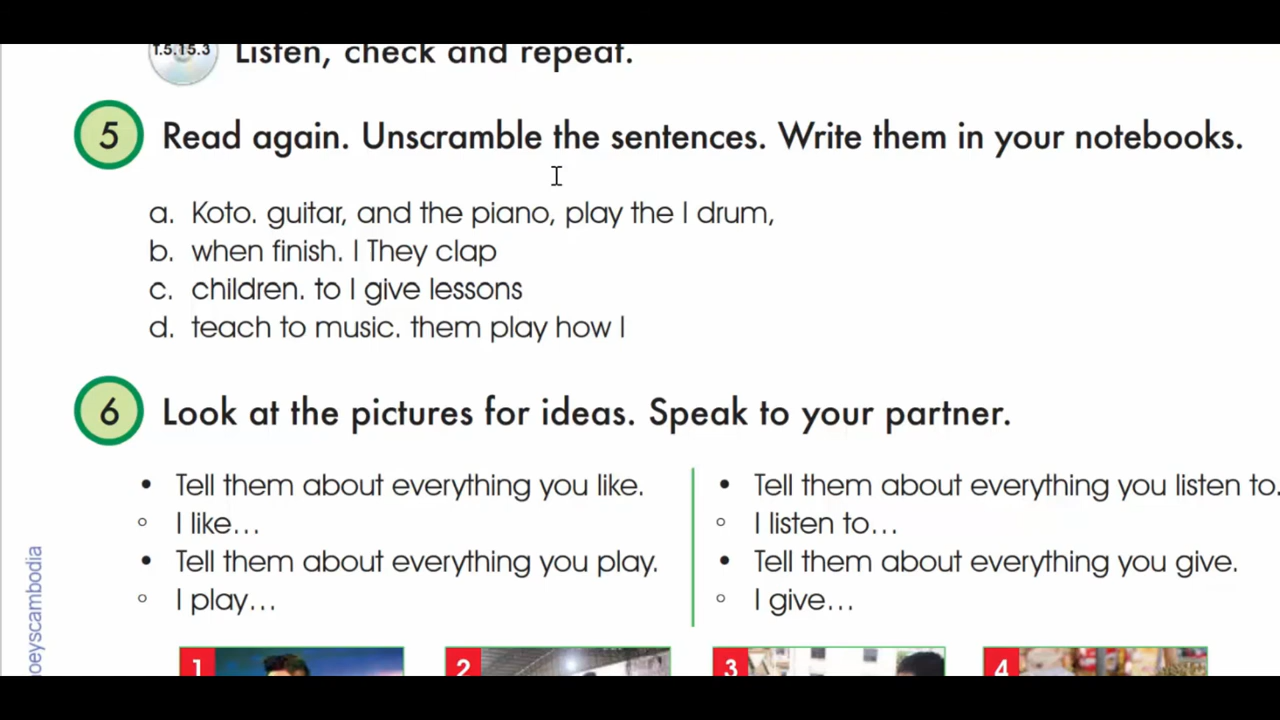 T.5.15.3 Listen, check and repeat.
5 Read again. Unscramble the sentences. Write them in your notebooks.
a. Koto. guitar, and the piano, play the I drum,
b. when finish. I They clap
c. children. to I give lessons
d. teach to music. them play how I
6 Look at the pictures for ideas. Speak to your partner.
• Tell them about everything you like.
○ I like…
• Tell them about everything you play.
○ I play…
• Tell them about everything you listen to.
○ I listen to…
• Tell them about everything you give.
○ I give…
oeyscambodia
1 2 3 4